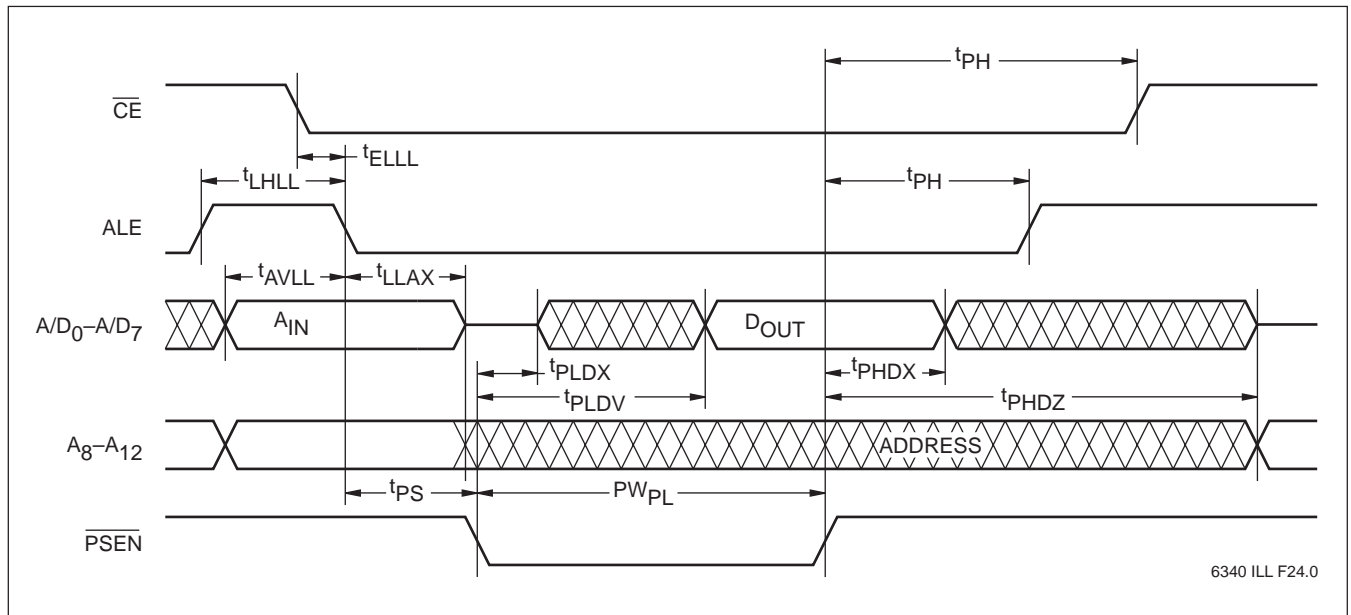 tPH
CE
tELLL
tLHLL
tPH
ALE
tAVLL
tLLAX
A/D0–A/D7
AIN
DOUT
tPLDX
tPHDX
tPLDV
tPHDZ
A8–A12
ADDRESS
tPS
PWPL
PSEN
6340 ILL F24.0